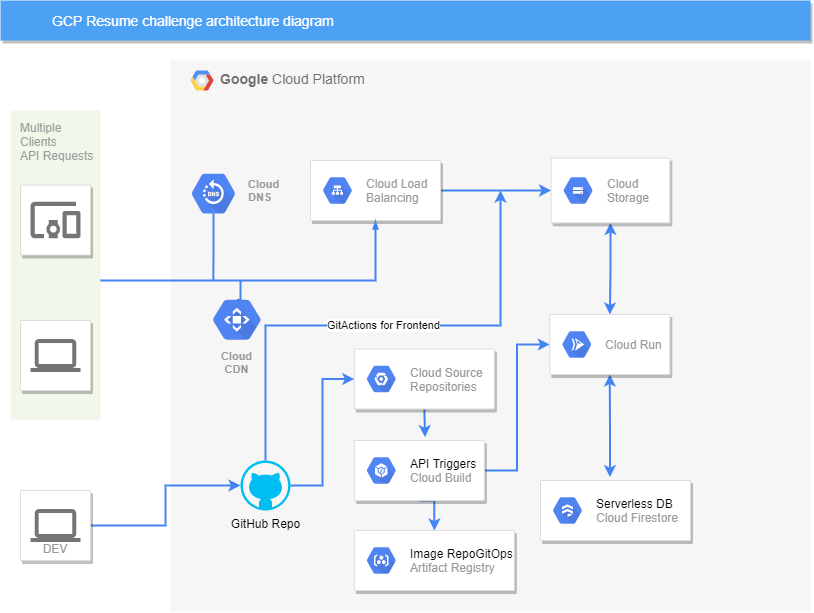 GCP Resume challenge architecture diagram
Google Cloud Platform
Multiple
Clients
API Requests
Cloud
DNS
DNS
Cloud Load
Balancing
Cloud
Storage
Cloud
CDN
GitActions for Frontend
Cloud Run
Cloud Source
Repositories
API Triggers
Cloud Build
GitHub Repo
Serverless DB
Cloud Firestore
DEV
Image RepoGitOps
Artifact Registry